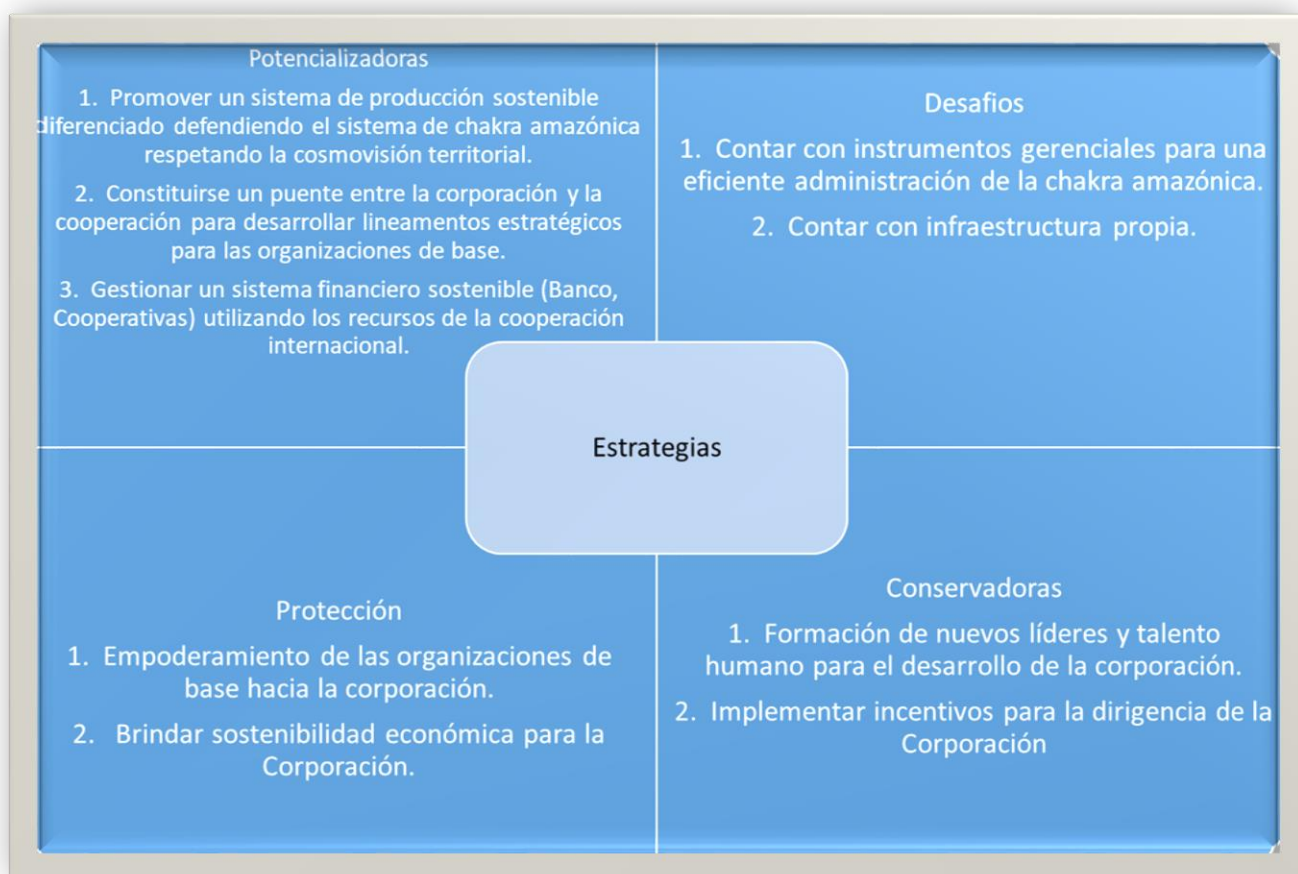 Potencializadoras
1. Promover un sistema de producción sostenible
diferenciado defendiendo el sistema de chakra amazónica
respetando la cosmovisión territorial.
2. Constituirse un puente entre la corporación y la
cooperación para desarrollar lineamentos estratégicos
para las organizaciones de base.
3. Gestionar un sistema financiero sostenible (Banco,
Cooperativas) utilizando los recursos de la cooperación
internacional.
Desafios
1. Contar con instrumentos gerenciales para una
eficiente administración de la chakra amazónica.
2. Contar con infraestructura propia.
Estrategias
Protección
1. Empoderamiento de las organizaciones de
base hacia la corporación.
2. Brindar sostenibilidad económica para la
Corporación.
Conservadoras
1. Formación de nuevos líderes y talento
humano para el desarrollo de la corporación.
2. Implementar incentivos para la dirigencia de la
Corporación